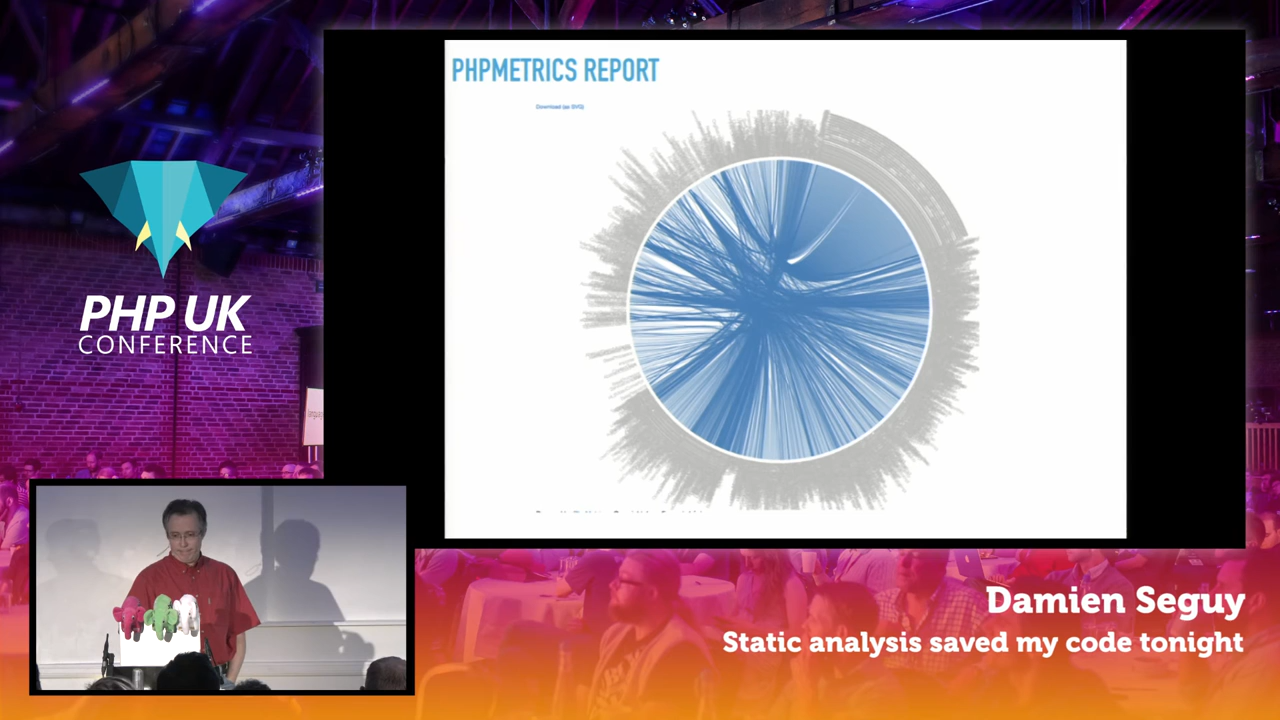 PHPMETRICS REPORT
Download (as SVG)
PHP UK
CONFERENCE
Damien Seguy
Static analysis saved my code tonight